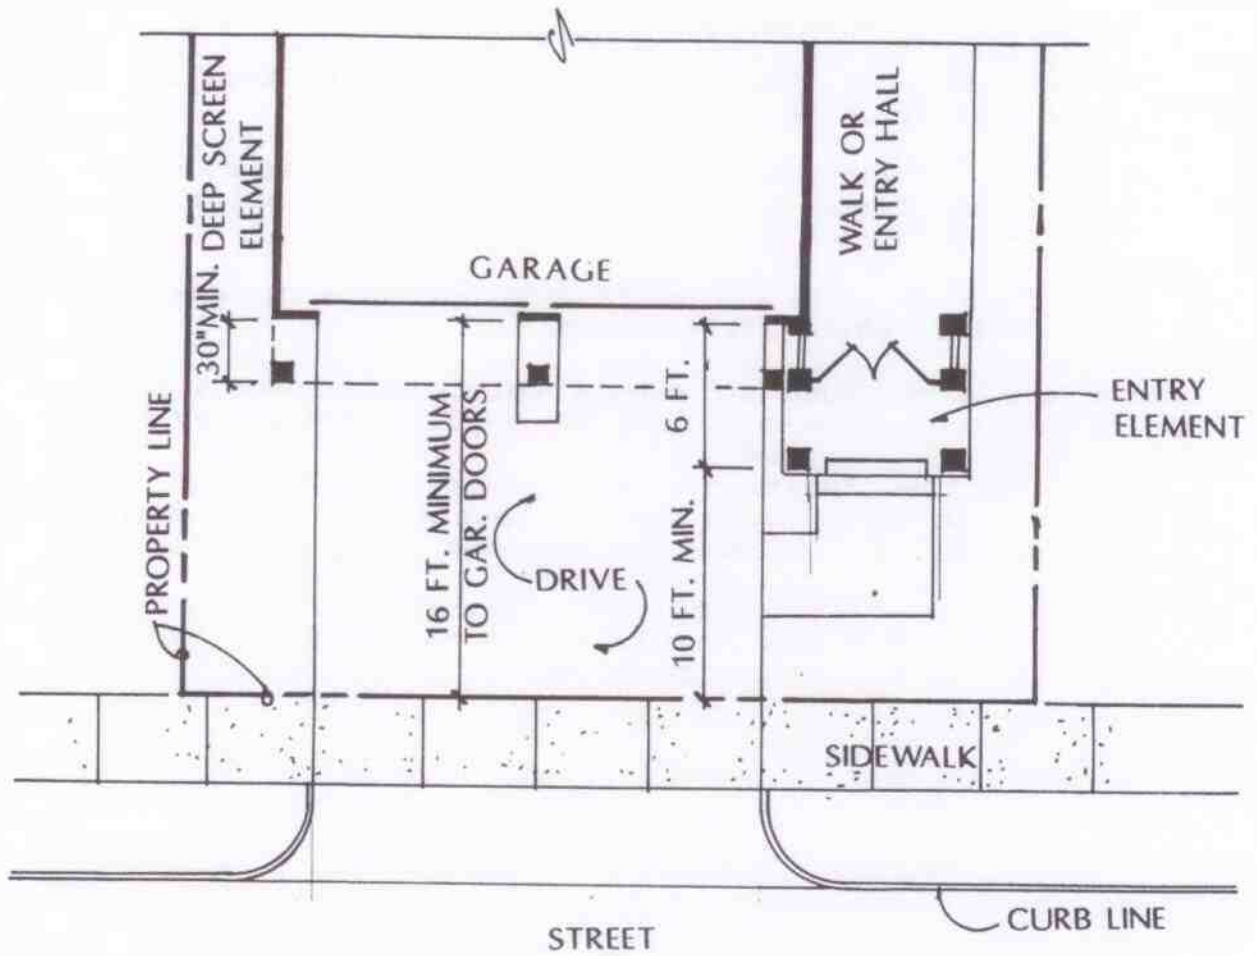 30"MIN. DEEP SCREEN
ELEMENT
WALK OR
ENTRY HALL
GARAGE
PROPERTY LINE
16 FT. MINIMUM
TO GAR. DOORS
6 FT.
10 FT. MIN.
ENTRY
ELEMENT
DRIVE
SIDEWALK
CURB LINE
STREET